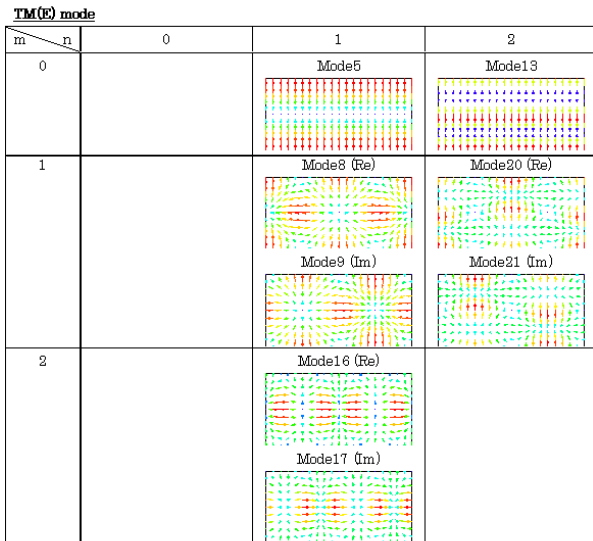 TM(E) mode
m n 0 1 2
0 Mode5 Mode13
1 Mode8 (Re) Mode20 (Re)
Mode9 (Im) Mode21 (Im)
2 Mode16 (Re)
Mode17 (Im)